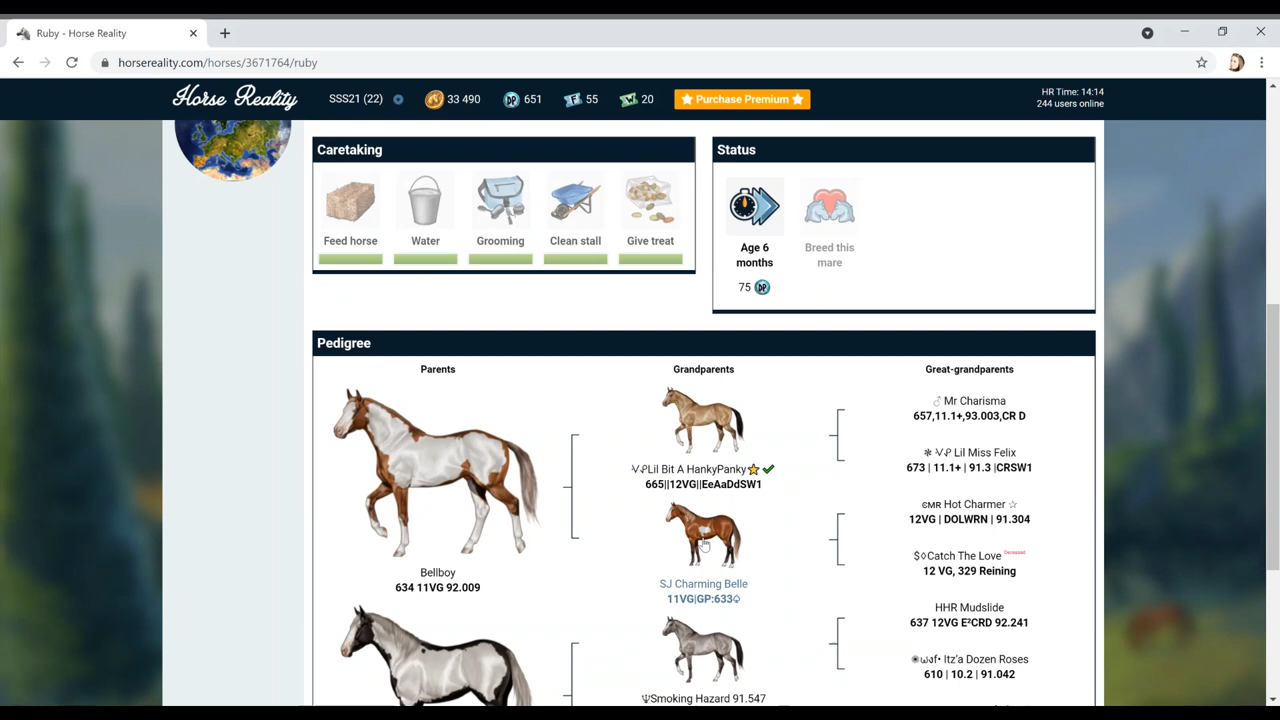 Ruby - Horse Reality
horsereality.com/horses/3671764/ruby
Horse Reality
SSS21 (22)
33 490
DP 651
55
20
Purchase Premium
HR Time: 14:14
244 users online
Caretaking
Feed horse
Water
Grooming
Clean stall
Give treat
Status
Age 6
months
75 DP
Breed this
mare
Pedigree
Parents
Grandparents
Great-grandparents
Bellboy
634 11VG 92.009
Lil Bit A HankyPanky
665||12VG||EeAaDdSW1
SJ Charming Belle
11VG|GP:633
Smoking Hazard 91.547
♂ Mr Charisma
657,11.1+,93.003,CR D
Lil Miss Felix
673 | 11.1+ | 91.3 |CRSW1
ᴄᴍʀ Hot Charmer ☆
12VG | DOLWRN | 91.304
$◊Catch The Love Deceased
12 VG, 329 Reining
HHR Mudslide
637 12VG E²CRD 92.241
Itz'a Dozen Roses
610 | 10.2 | 91.042